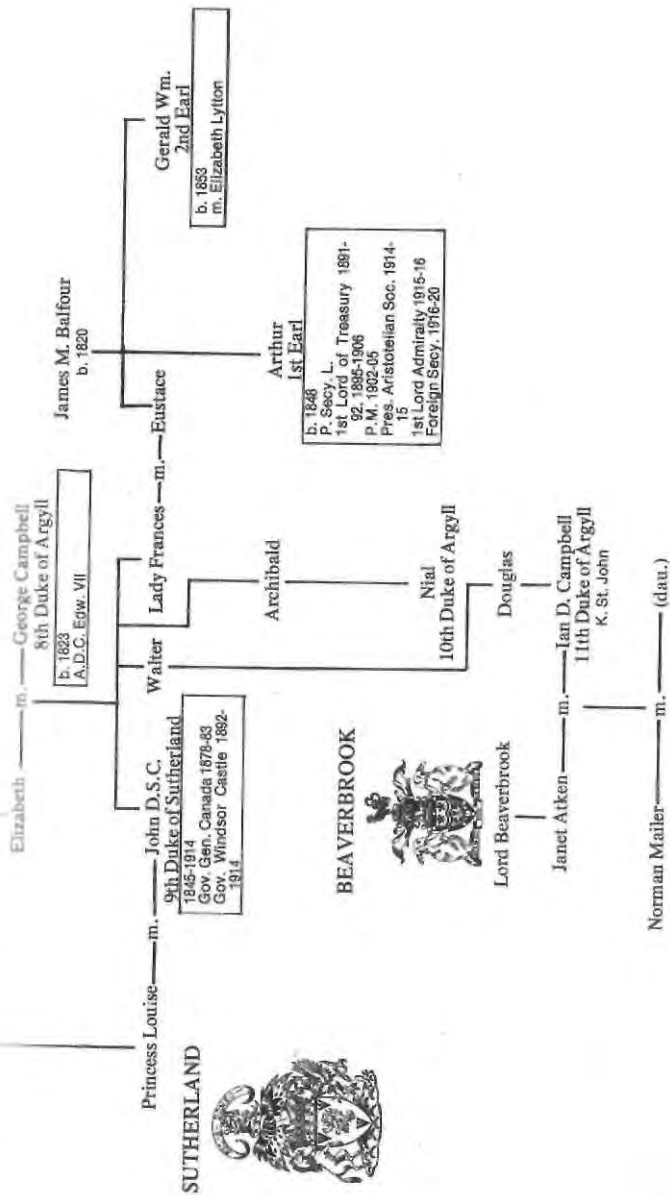 Elizabeth m. George Campbell
8th Duke of Argyll
b. 1823
A.D.C. Edw. VII
James M. Balfour
b. 1820
Princess Louise m. John D.S.C.
9th Duke of Sutherland
1845-1914
Gov. Gen. Canada 1878-83
Gov. Windsor Castle 1892-
1914
Walter
Lady Frances m. Eustace
Gerald Wm.
2nd Earl
b. 1853
m. Elizabeth Lytton
Archibald
Arthur
1st Earl
b. 1848
P. Secy. L.
1st Lord of Treasury 1891-
92, 1895-1906
P.M. 1902-05
Pres. Aristotelian Soc. 1914-
15
1st Lord Admiralty 1915-16
Foreign Secy. 1916-20
SUTHERLAND
Nial
10th Duke of Argyll
BEAVERBROOK
Lord Beaverbrook
Douglas
Janet Atken m. Ian D. Campbell
11th Duke of Argyll
K. St. John
Norman Mailer m. (dau.)